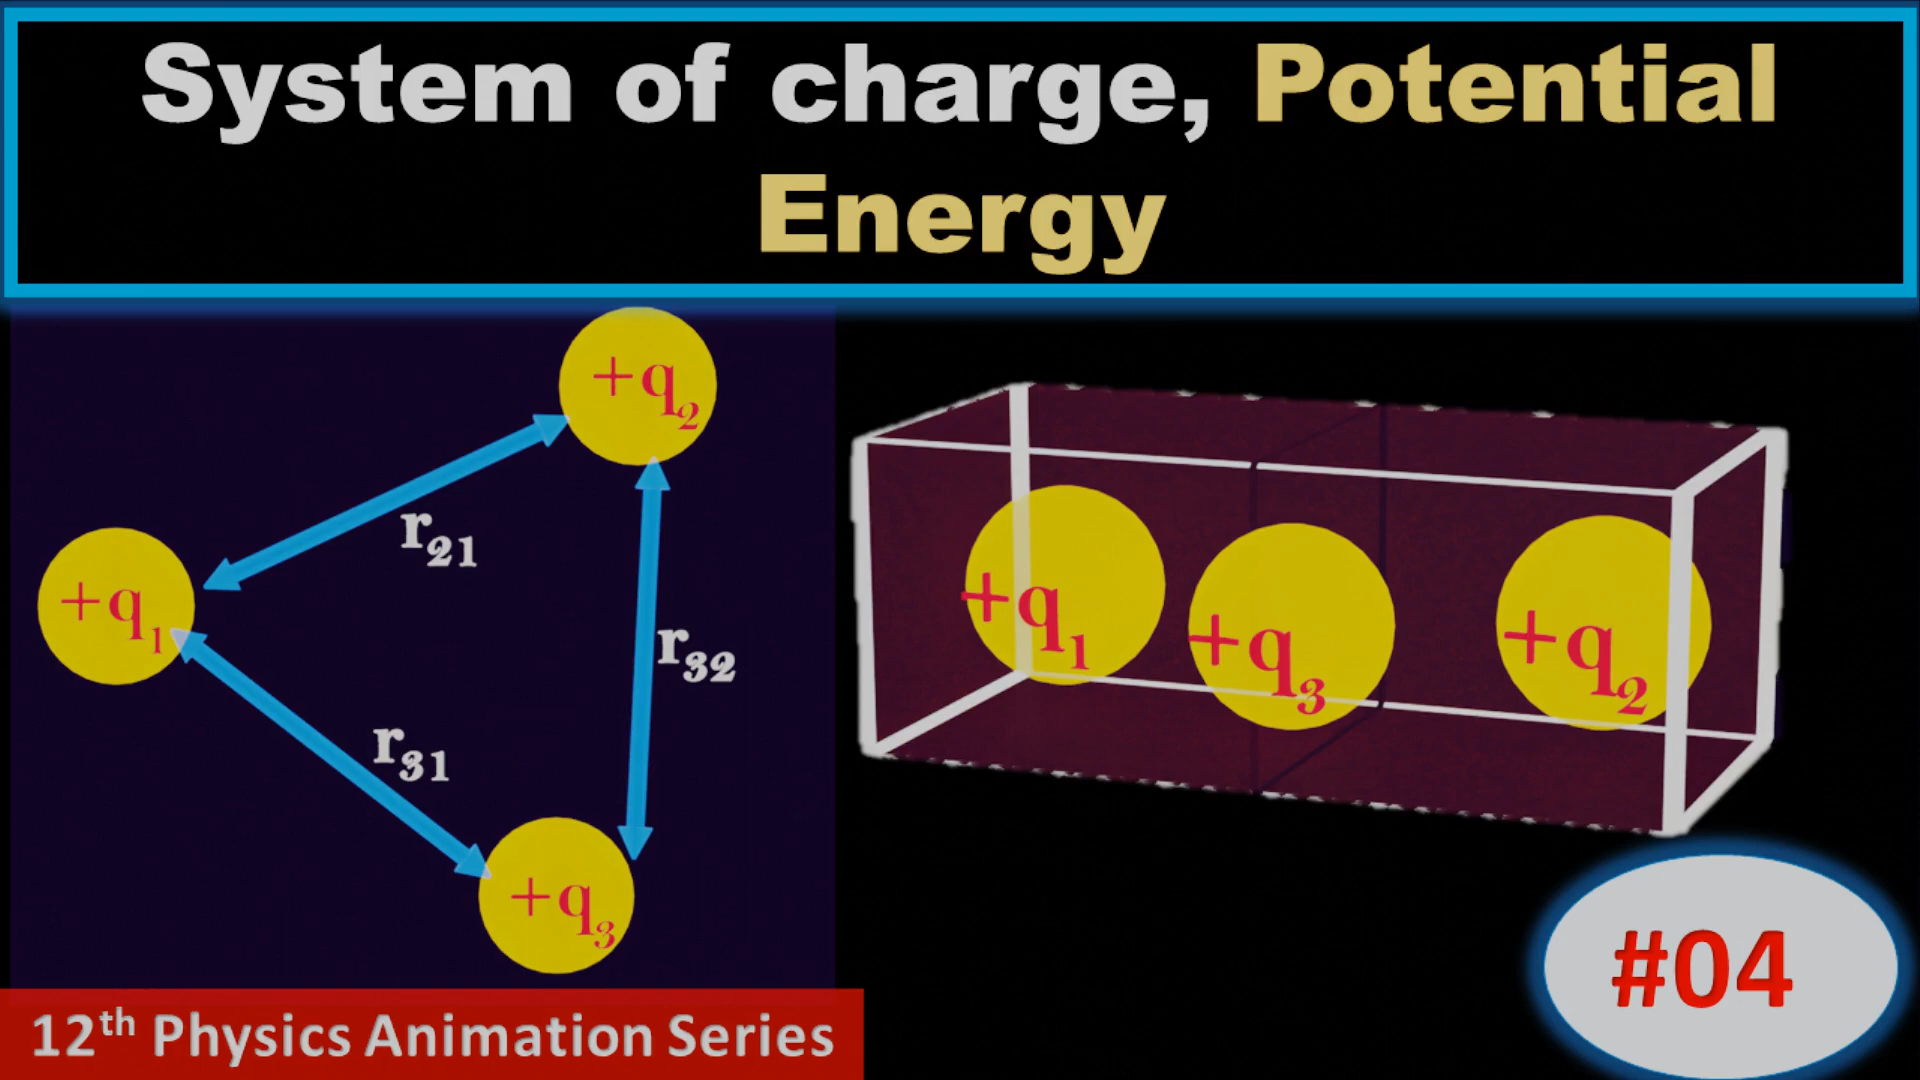 System of charge, Potential
Energy
+q₂
r₂₁
+q₁
r₃₂
r₃₁
+q₃
+q₁
+q₃
+q₂
#04
12ᵗʰ Physics Animation Series